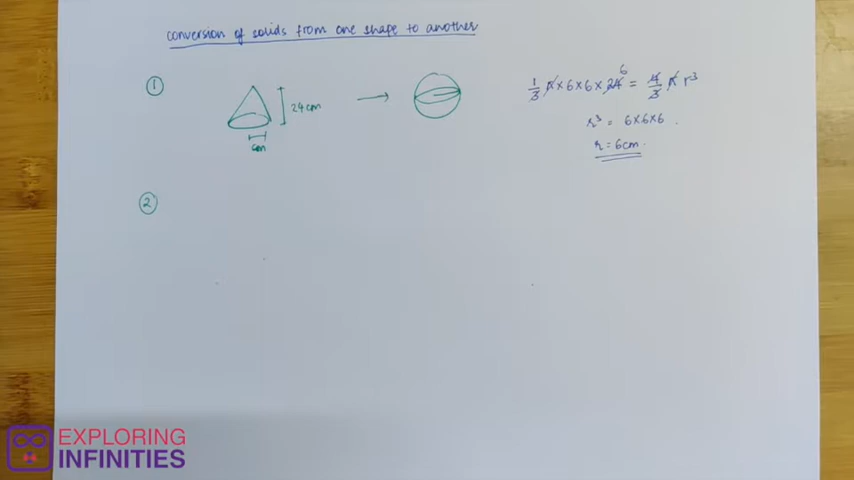 conversion of solids from one shape to another
①
24cm
cm
1/3 π × 6 × 6 × 24 6 = 4/3 π r³
r³ = 6×6×6 .
r = 6cm.
②
EXPLORING
INFINITIES